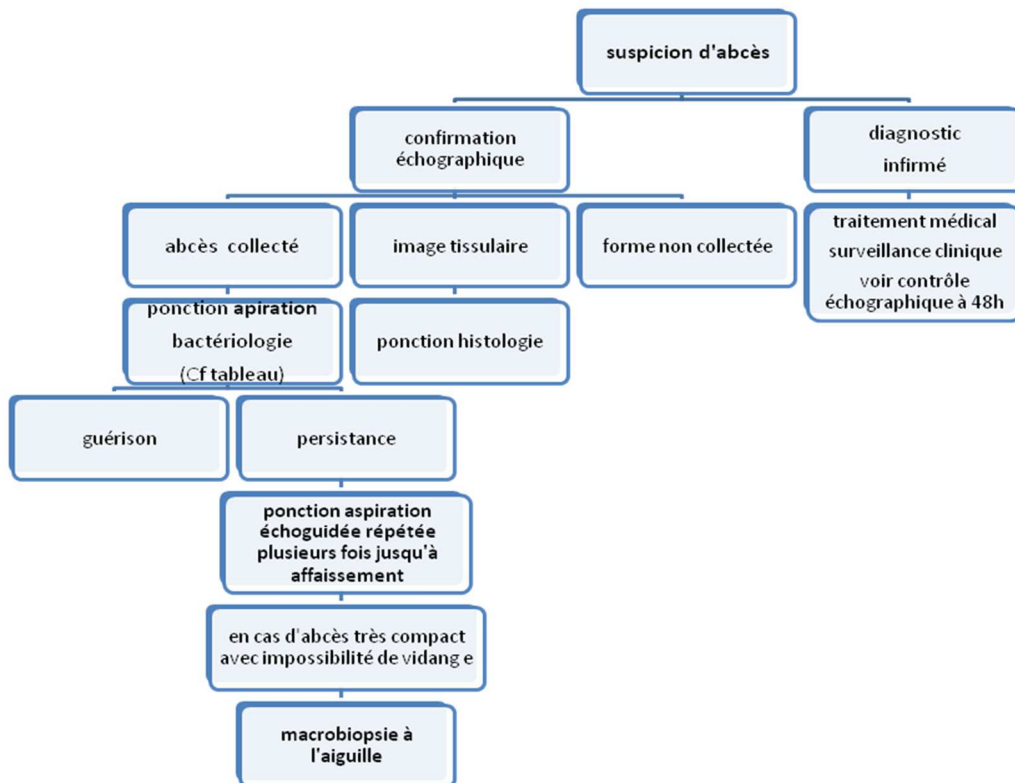 suspicion d'abcès
confirmation
échographique
diagnostic
infirmé
abcès collecté
image tissulaire
forme non collectée
traitement médical
surveillance clinique
voir contrôle
échographique à 48h
ponction apiration
bactériologie
(Cf tableau)
ponction histologie
guérison
persistance
ponction aspiration
échoguidée répétée
plusieurs fois jusqu'à
affaissement
en cas d'abcès très compact
avec impossibilité de vidang e
macrobiopsie à
l'aiguille